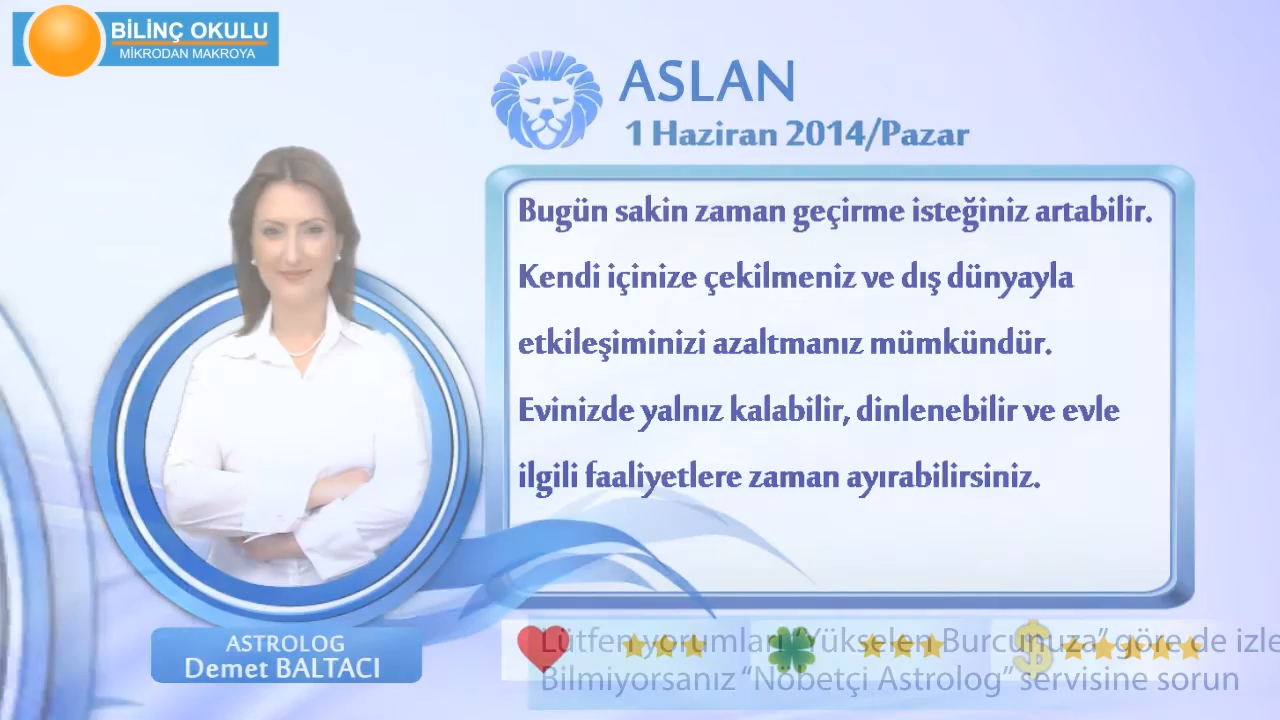 BİLİNÇ OKULU
MİKRODAN MAKROYA
ASLAN
1 Haziran 2014/Pazar
Bugün sakin zaman geçirme isteğiniz artabilir.
Kendi içinize çekilmeniz ve dış dünyayla
etkileşiminizi azaltmanız mümkündür.
Evinizde yalnız kalabilir, dinlenebilir ve evle
ilgili faaliyetlere zaman ayırabilirsiniz.
ASTROLOG
Demet BALTACI
Lütfen yorumları "Yükselen Burcunuza" göre de izle
Bilmiyorsanız "Nöbetçi Astrolog" servisine sorun